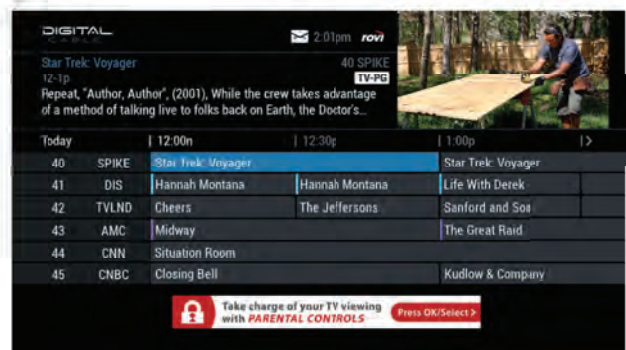 DIGITAL
CABLE
2:01pm rovi
Star Trek: Voyager 40 SPIKE
12-1p TV-PG
Repeat, "Author, Author", (2001), While the crew takes advantage
of a method of talking live to folks back on Earth, the Doctor's...
Today 12:00n 12:30p 1:00p
40 SPIKE Star Trek: Voyager Star Trek: Voyager
41 DIS Hannah Montana Hannah Montana Life With Derek
42 TVLND Cheers The Jeffersons Sanford and Son
43 AMC Midway The Great Raid
44 CNN Situation Room
45 CNBC Closing Bell Kudlow & Company
Take charge of your TV viewing
with PARENTAL CONTROLS
Press OK/Select >